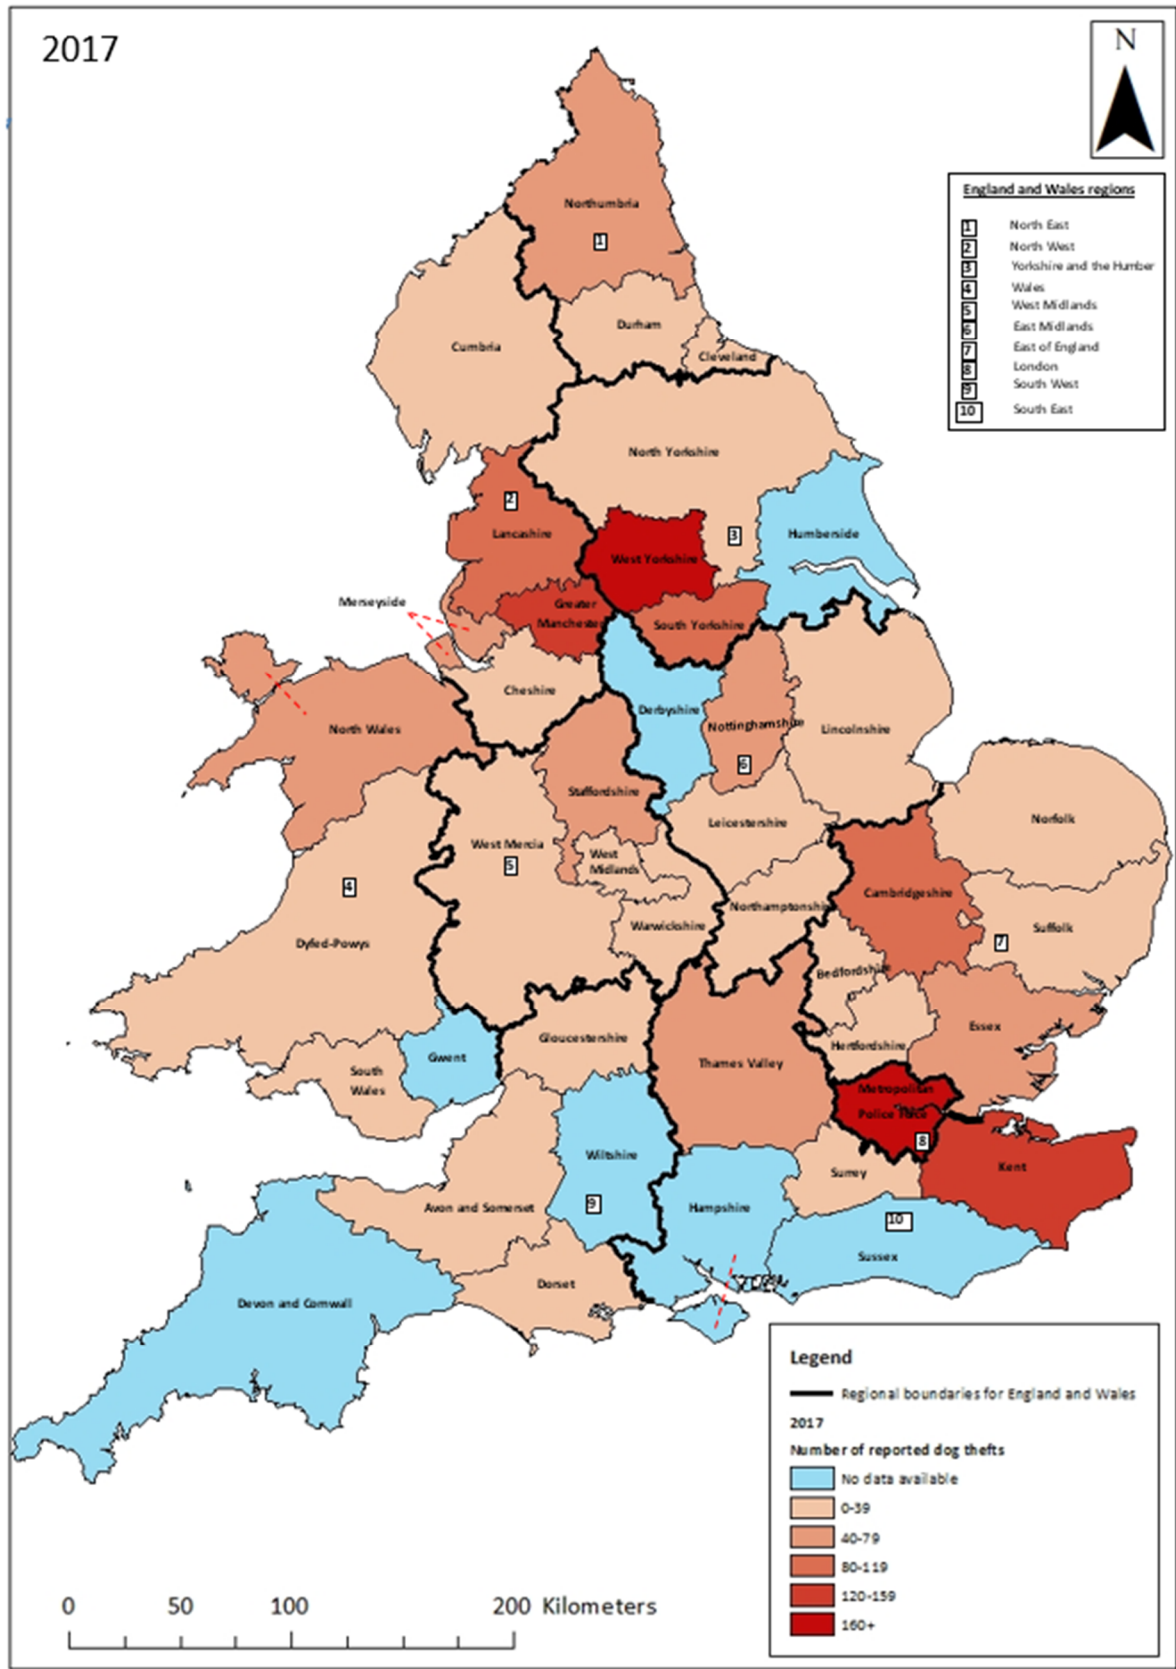 2017
N
England and Wales regions
1 North East
2 North West
3 Yorkshire and the Humber
4 Wales
5 West Midlands
6 East Midlands
7 East of England
8 London
9 South West
10 South East
Northumbria
1
Durham
Cumbria
Cleveland
North Yorkshire
2
Lancashire
3
Humberside
West Yorkshire
Merseyside
Greater
Manchester
South Yorkshire
Cheshire
Derbyshire
North Wales
Nottinghamshire
Lincolnshire
6
Staffordshire
Leicestershire
Norfolk
West Mercia
5
West
Midlands
4
Cambridgeshire
Northamptonshire
Warwickshire
Suffolk
7
Dyfed-Powys
Bedfordshire
Essex
Gloucestershire
Hertfordshire
Gwent
Thames Valley
South
Wales
Metropolitan
Police Force
8
Wiltshire
Surrey
Kent
9
Avon and Somerset
Hampshire
10
Sussex
Dorset
Devon and Cornwall
Legend
Regional boundaries for England and Wales
2017
Number of reported dog thefts
No data available
0-39
40-79
80-119
120-159
160+
0 50 100 200 Kilometers